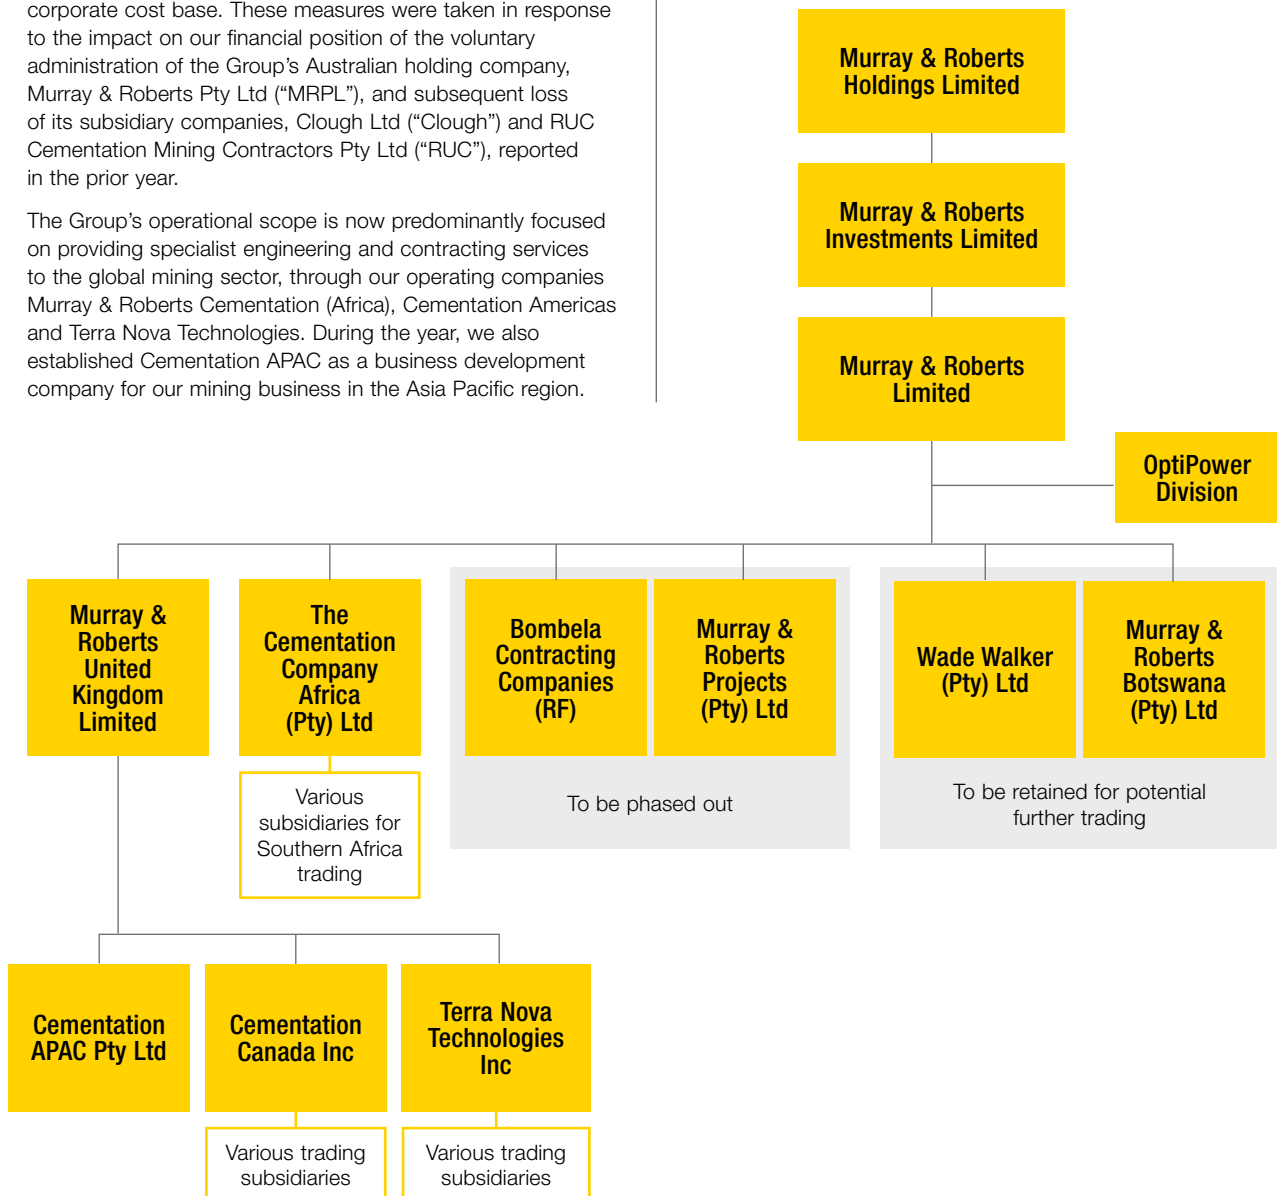 corporate cost base. These measures were taken in response
to the impact on our financial position of the voluntary
administration of the Group’s Australian holding company,
Murray & Roberts Pty Ltd (“MRPL”), and subsequent loss
of its subsidiary companies, Clough Ltd (“Clough”) and RUC
Cementation Mining Contractors Pty Ltd (“RUC”), reported
in the prior year.
The Group’s operational scope is now predominantly focused
on providing specialist engineering and contracting services
to the global mining sector, through our operating companies
Murray & Roberts Cementation (Africa), Cementation Americas
and Terra Nova Technologies. During the year, we also
established Cementation APAC as a business development
company for our mining business in the Asia Pacific region.
Murray & Roberts
Holdings Limited
Murray & Roberts
Investments Limited
Murray & Roberts
Limited
OptiPower
Division
Murray &
Roberts
United
Kingdom
Limited
The
Cementation
Company
Africa
(Pty) Ltd
Various
subsidiaries for
Southern Africa
trading
Bombela
Contracting
Companies
(RF)
Murray &
Roberts
Projects
(Pty) Ltd
To be phased out
Wade Walker
(Pty) Ltd
Murray &
Roberts
Botswana
(Pty) Ltd
To be retained for potential
further trading
Cementation
APAC Pty Ltd
Cementation
Canada Inc
Various trading
subsidiaries
Terra Nova
Technologies
Inc
Various trading
subsidiaries